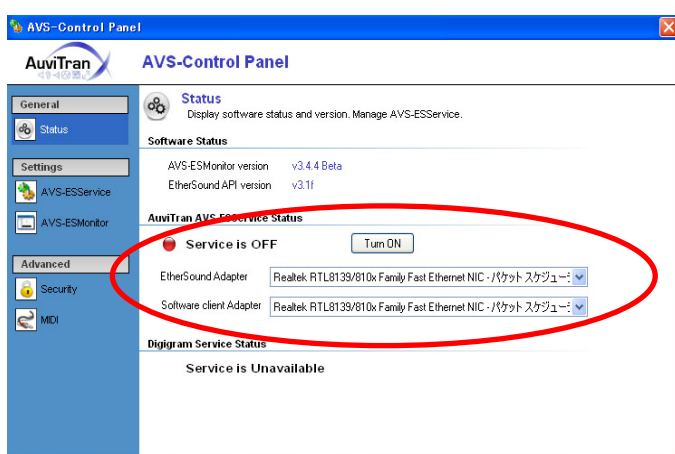 AVS-Control Panel
AuviTran
AVS-Control Panel
General
Status
Settings
AVS-ESService
AVS-ESMonitor
Advanced
Security
MIDI
Status
Display software status and version. Manage AVS-ESService.
Software Status
AVS-ESMonitor version v3.4.4 Beta
EtherSound API version v3.1f
AuviTran AVS-ESService Status
Service is OFF Turn ON
EtherSound Adapter Realtek RTL8139/810x Family Fast Ethernet NIC - パケット スケジュー
Software client Adapter Realtek RTL8139/810x Family Fast Ethernet NIC - パケット スケジュー
Digigram Service Status
Service is Unavailable